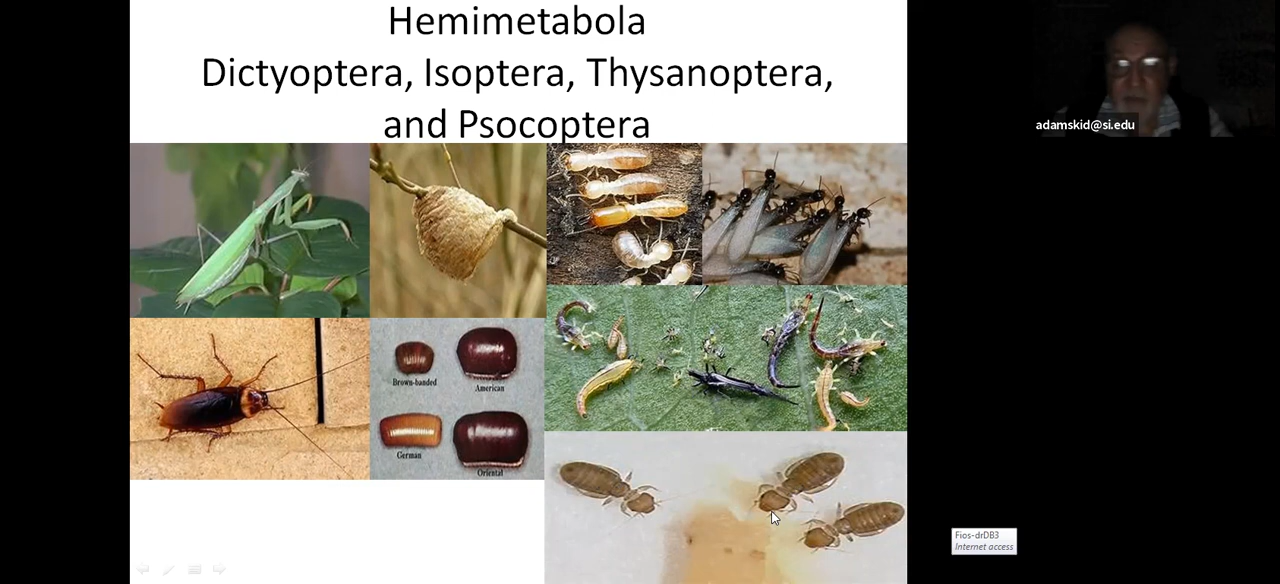 Hemimetabola
Dictyoptera, Isoptera, Thysanoptera,
and Psocoptera
adamskid@si.edu
Brown-banded
American
German
Oriental
Fios-drDB3
Internet access